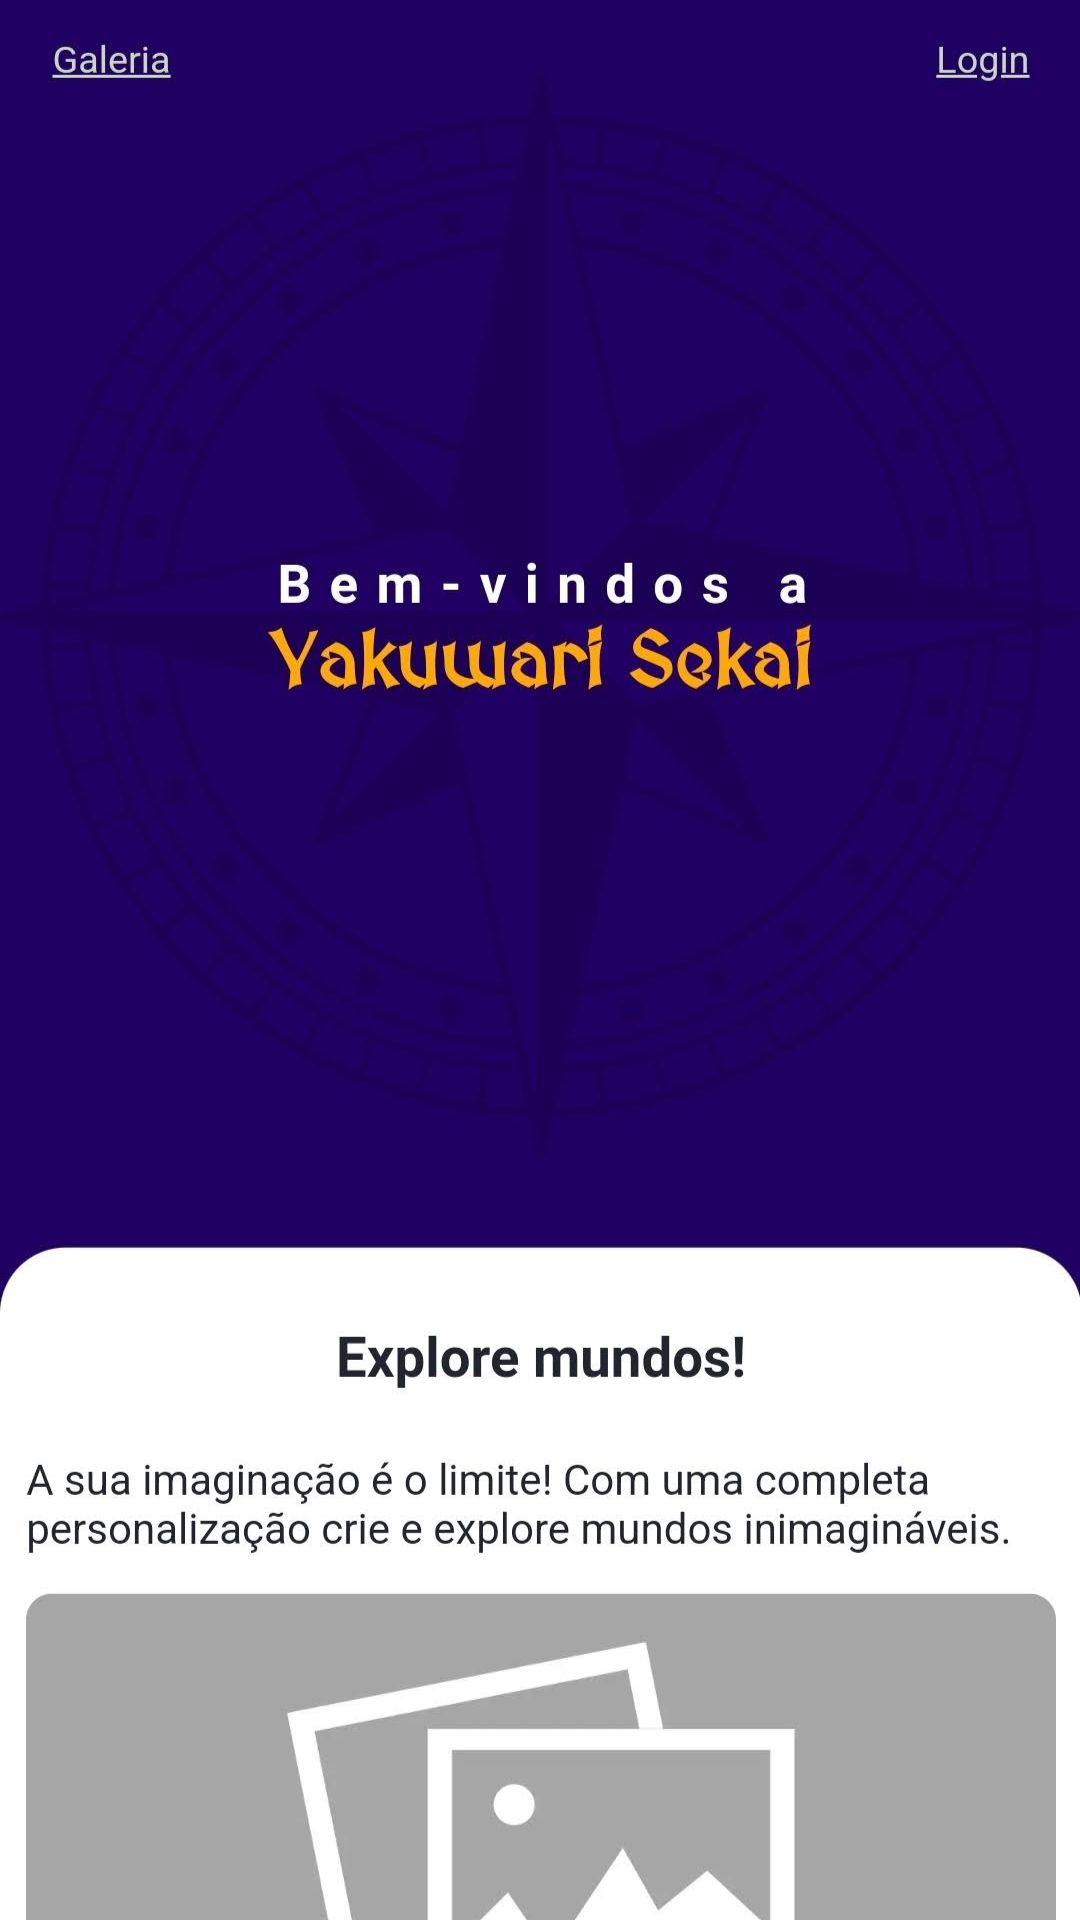 Galeria
Login
Bem-vindos a
Yakuwari Sekai
Explore mundos!
A sua imaginação é o limite! Com uma completa
personalização crie e explore mundos inimagináveis.